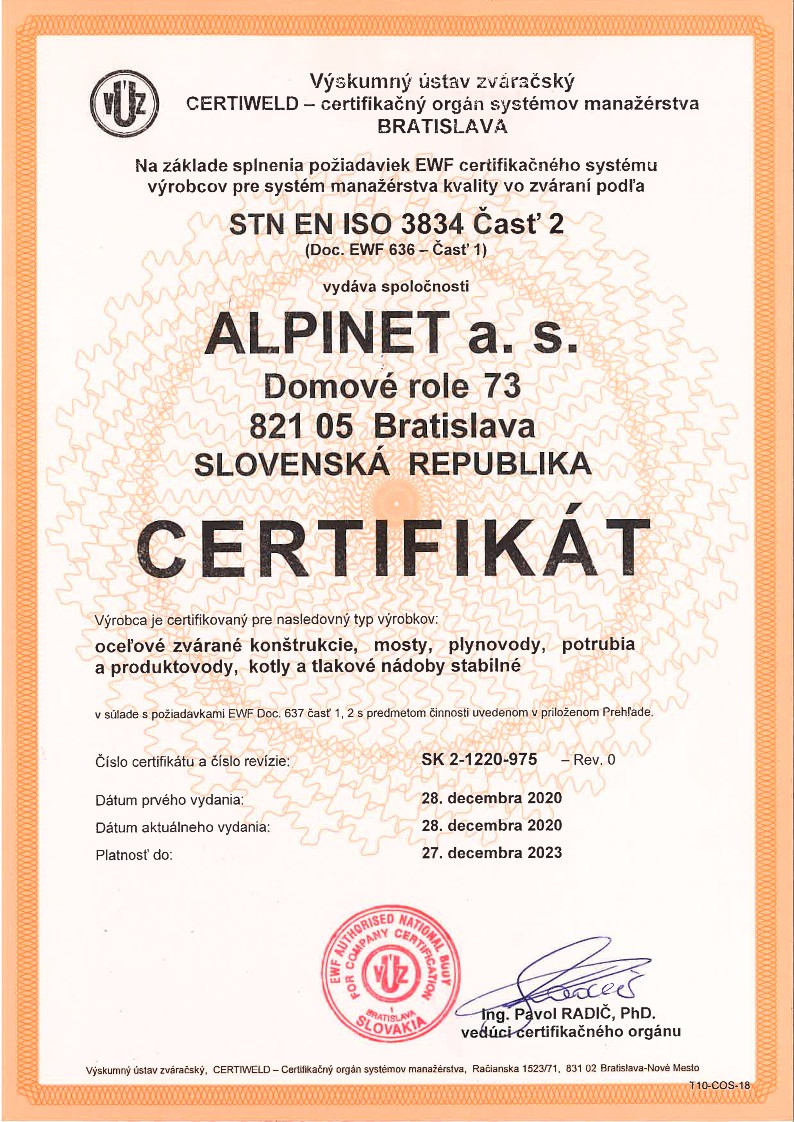 VÚZ
Výskumný ústav zváračský
CERTIWELD – certifikačný orgán systémov manažérstva
BRATISLAVA
Na základe splnenia požiadaviek EWF certifikačného systému
výrobcov pre systém manažérstva kvality vo zváraní podľa
STN EN ISO 3834 Časť 2
(Doc. EWF 636 – Časť 1)
vydáva spoločnosti
ALPINET a. s.
Domové role 73
821 05 Bratislava
SLOVENSKÁ REPUBLIKA
CERTIFIKÁT
Výrobca je certifikovaný pre nasledovný typ výrobkov:
oceľové zvárané konštrukcie, mosty, plynovody, potrubia
a produktovody, kotly a tlakové nádoby stabilné
v súlade s požiadavkami EWF Doc. 637 časť 1, 2 s predmetom činnosti uvedenom v priloženom Prehľade.
Číslo certifikátu a číslo revízie: SK 2-1220-975 – Rev. 0
Dátum prvého vydania: 28. decembra 2020
Dátum aktuálneho vydania: 28. decembra 2020
Platnosť do: 27. decembra 2023
EWF AUTHORISED NATIONAL BODY
FOR COMPANY CERTIFICATION
VÚZ
1
BRATISLAVA
SLOVAKIA
Ing. Pavol RADIČ, PhD.
vedúci certifikačného orgánu
Výskumný ústav zváračský, CERTIWELD – Certifikačný orgán systémov manažérstva, Račianska 1523/71, 831 02 Bratislava-Nové Mesto
T10-COS-18